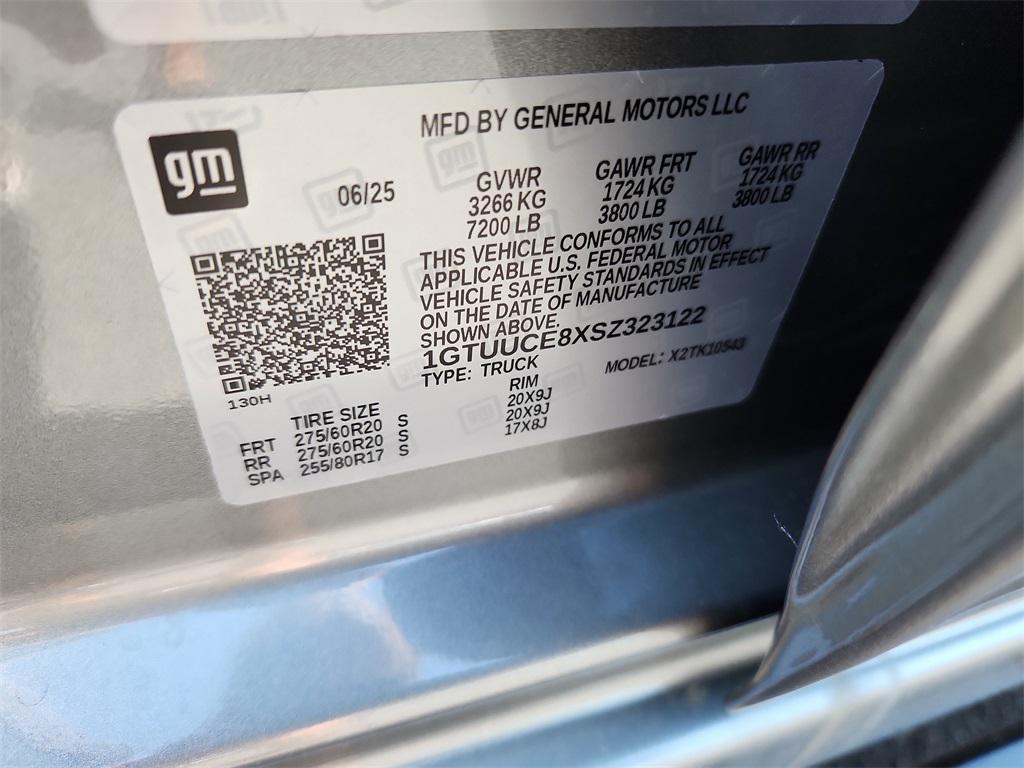 gm
MFD BY GENERAL MOTORS LLC
06/25
GVWR GAWR FRT GAWR RR
3266 KG 1724 KG 1724 KG
7200 LB 3800 LB 3800 LB
THIS VEHICLE CONFORMS TO ALL
APPLICABLE U.S. FEDERAL MOTOR
VEHICLE SAFETY STANDARDS IN EFFECT
ON THE DATE OF MANUFACTURE
SHOWN ABOVE.
1GTUUCE8XSZ323122
TYPE: TRUCK MODEL: X2TK10543
130H
TIRE SIZE RIM
FRT 275/60R20 S 20X9J
RR 275/60R20 S 20X9J
SPA 255/80R17 S 17X8J